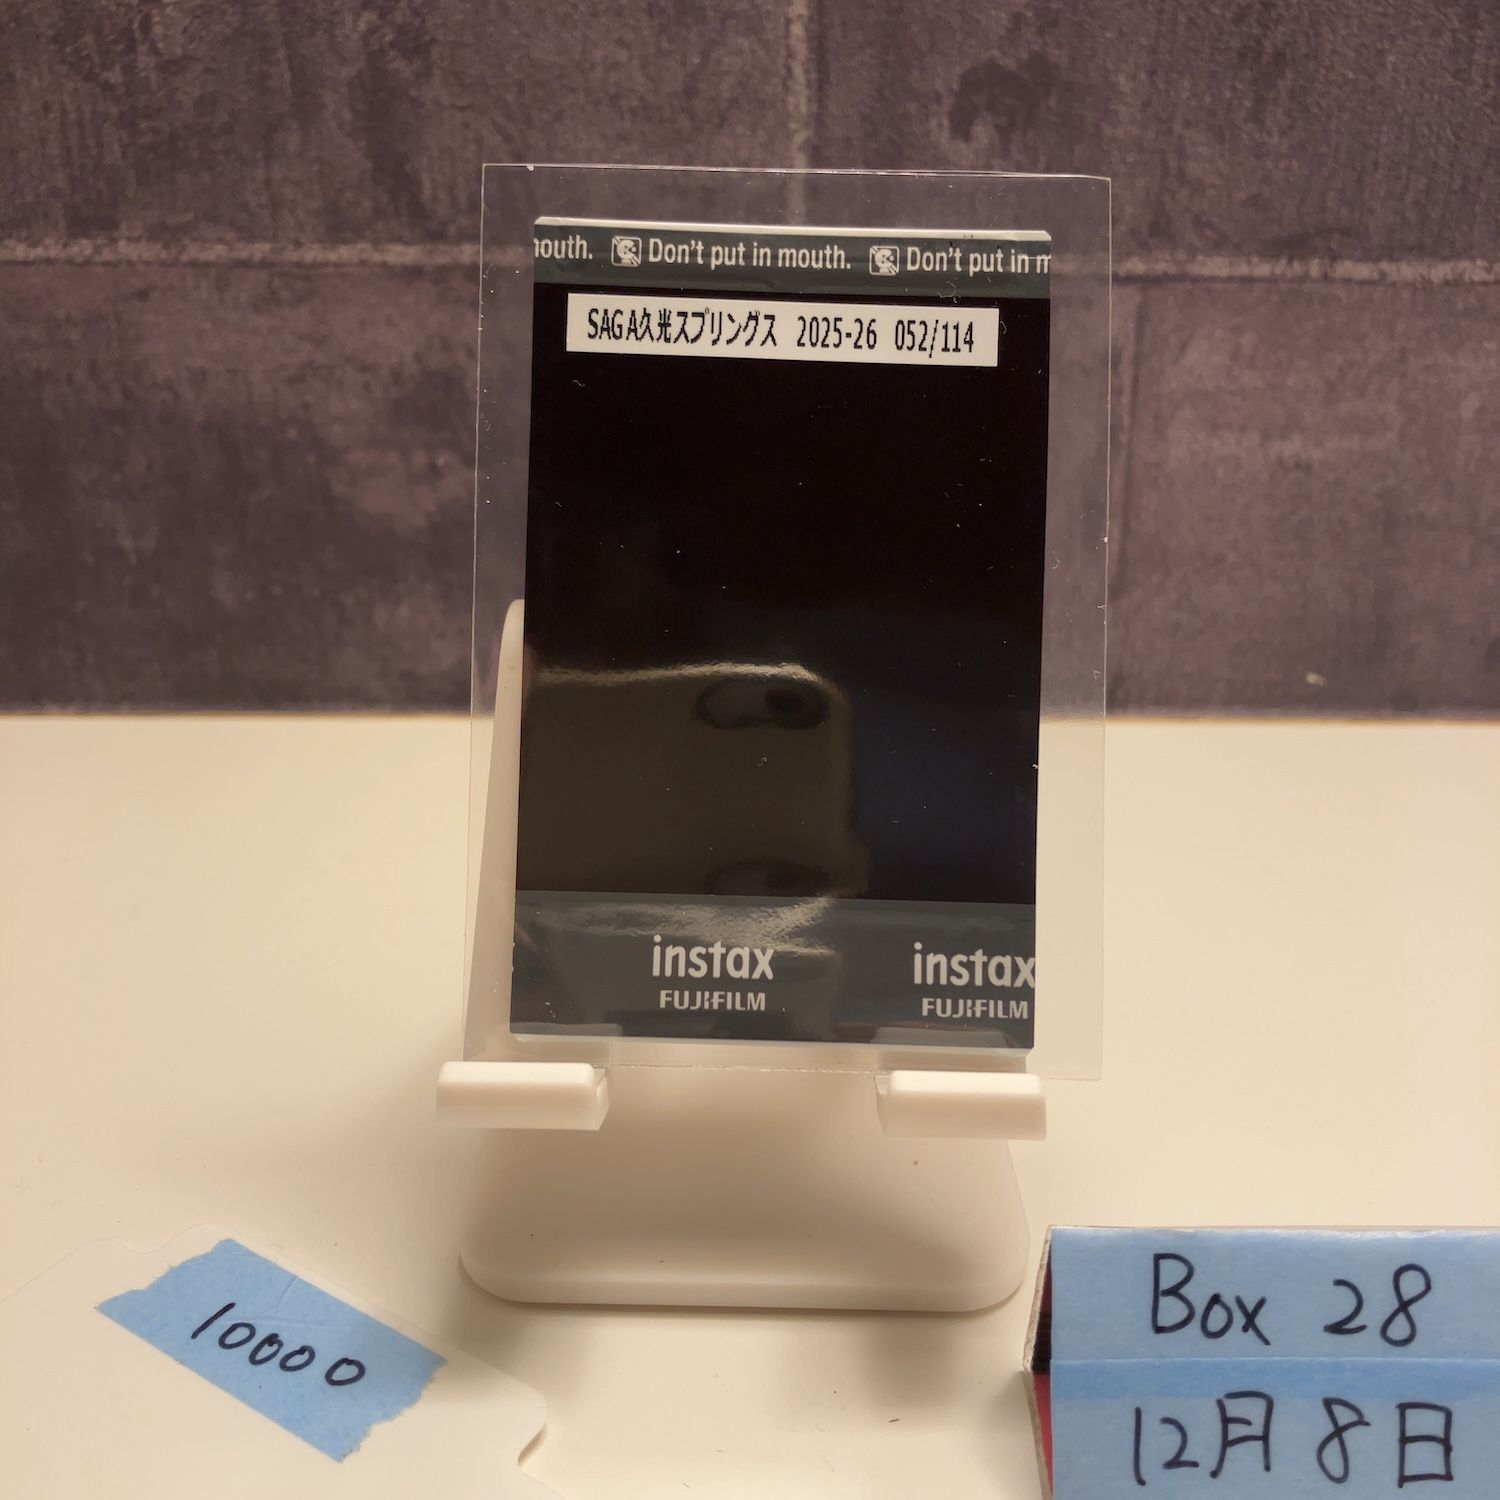 mouth. Don't put in mouth. Don't put in m
SAGA久光スプリングス 2025-26 052/114
instax instax
FUJIFILM FUJIFILM
10000
Box 28
12月8日